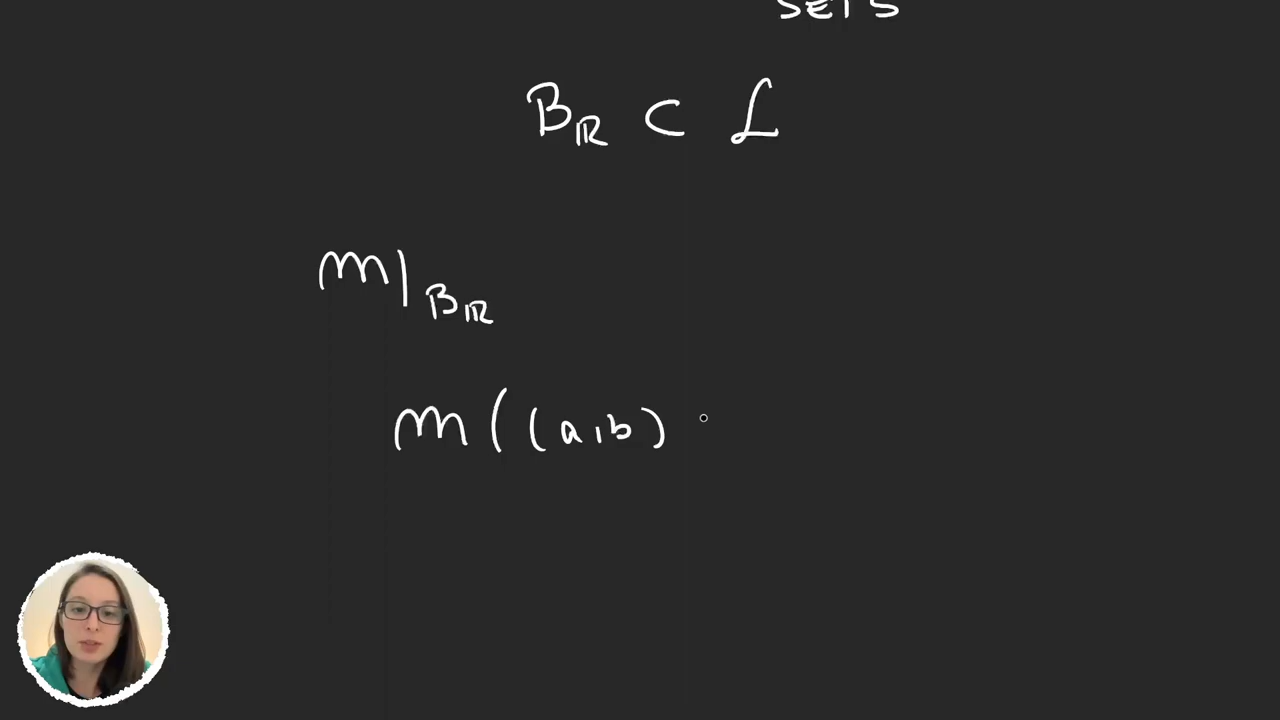 SETS
B_ℝ ⊂ ℒ
m|_{B_ℝ}
m((a,b)